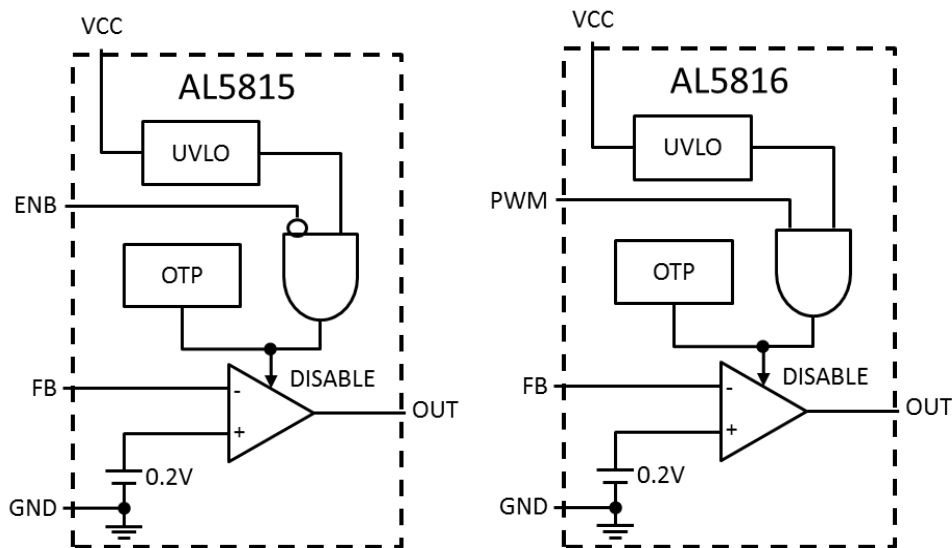 VCC
AL5815
UVLO
ENB
OTP
DISABLE
FB
-
+
OUT
0.2V
GND
VCC
AL5816
UVLO
PWM
OTP
DISABLE
FB
-
+
OUT
0.2V
GND